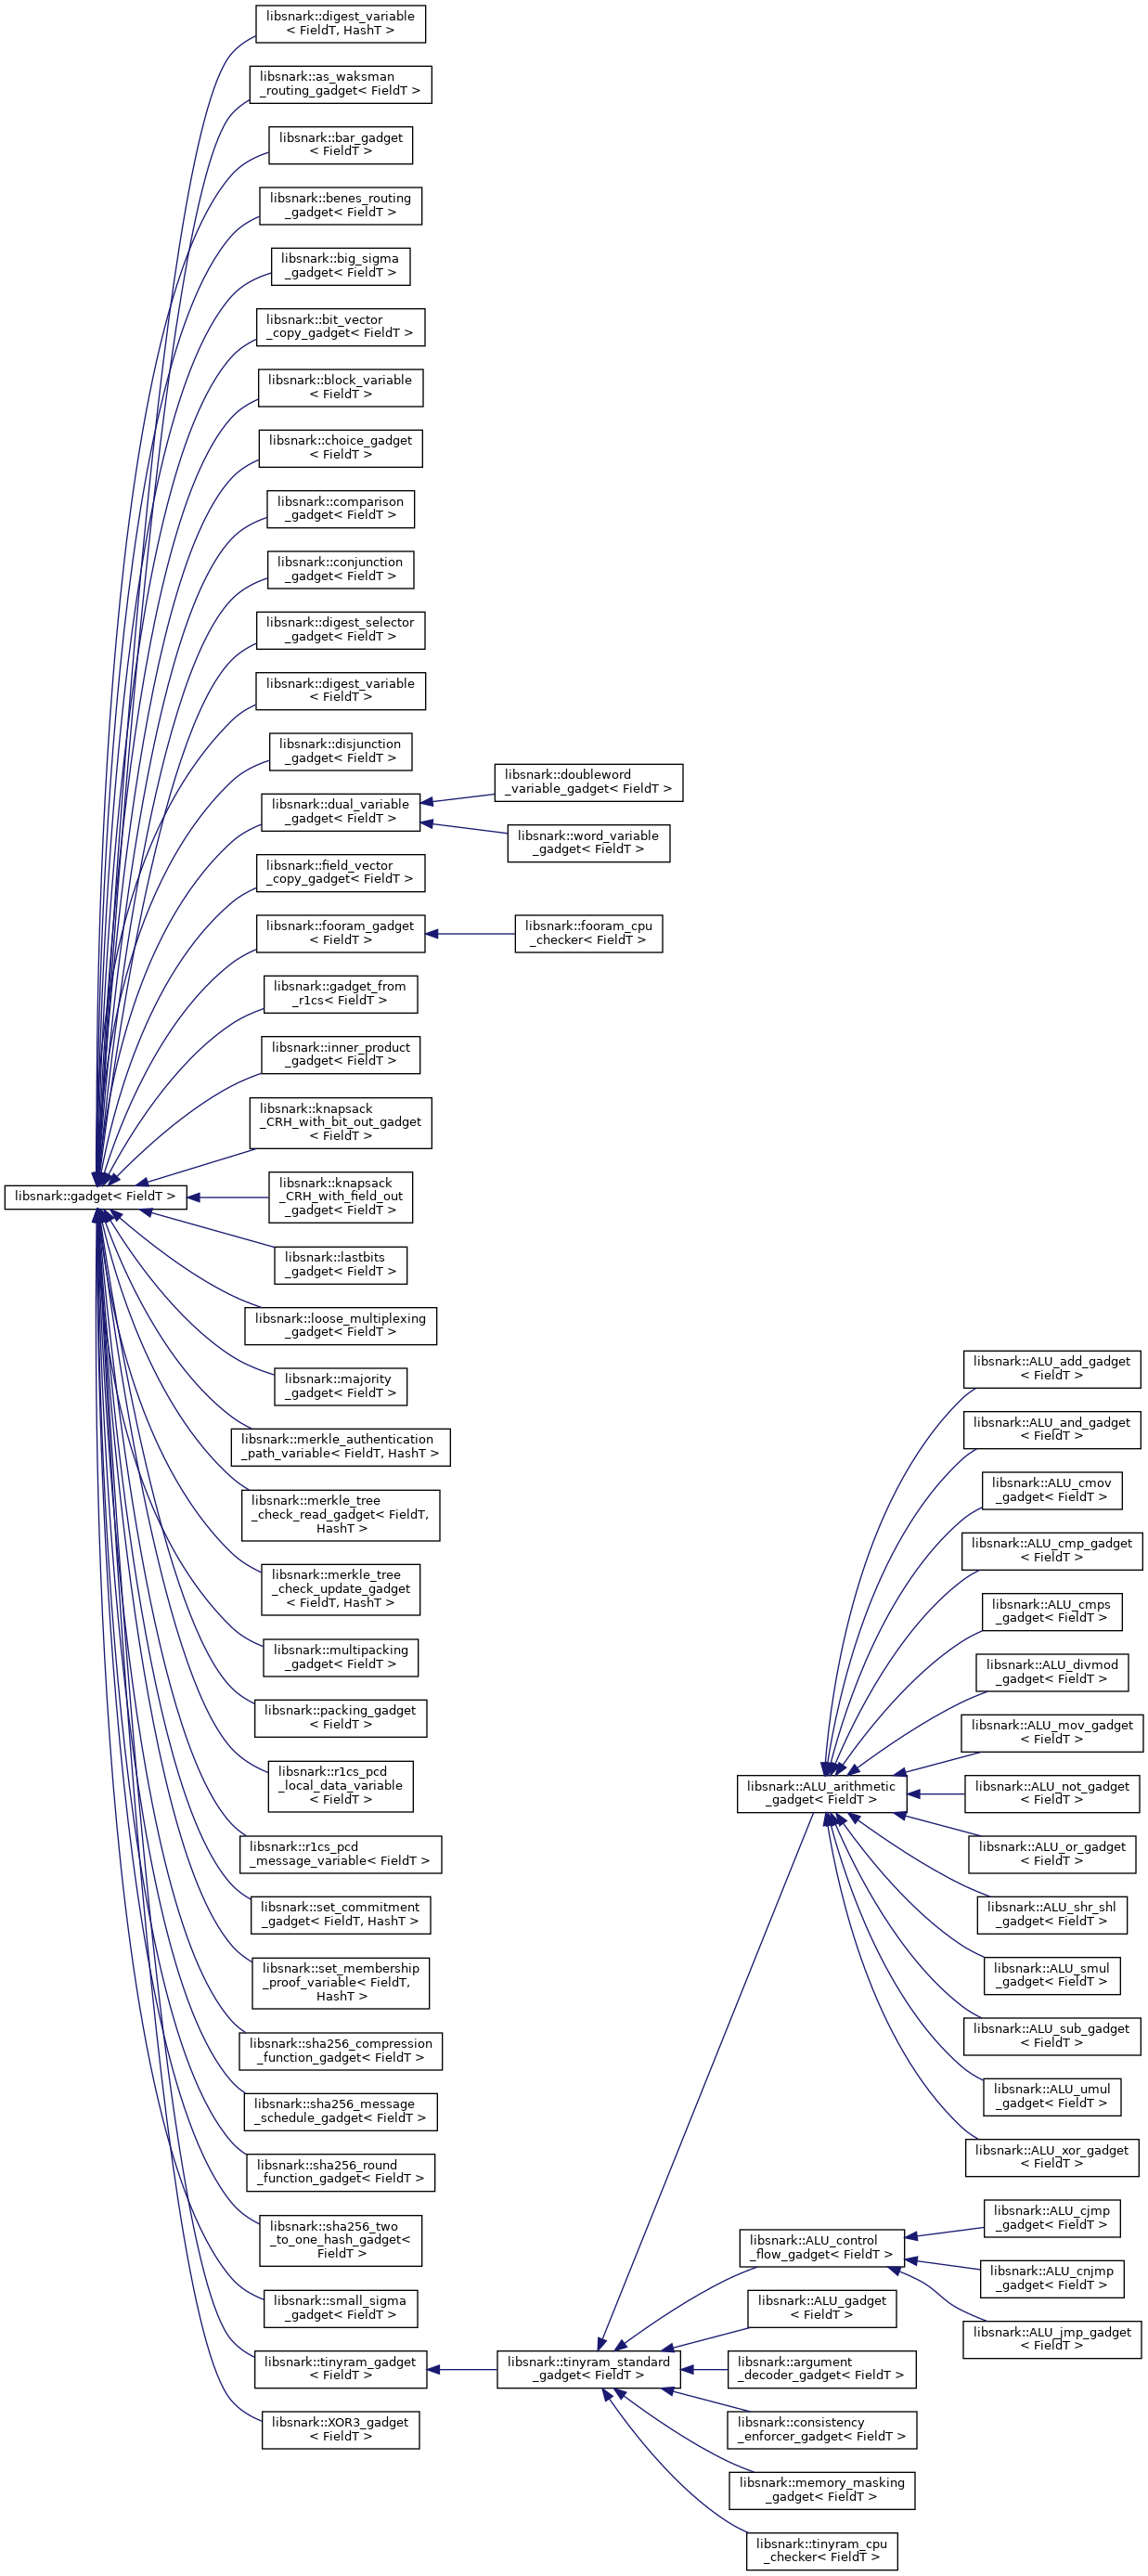 libsnark::digest_variable
< FieldT, HashT >
libsnark::as_waksman
_routing_gadget< FieldT >
libsnark::bar_gadget
< FieldT >
libsnark::benes_routing
_gadget< FieldT >
libsnark::big_sigma
_gadget< FieldT >
libsnark::bit_vector
_copy_gadget< FieldT >
libsnark::block_variable
< FieldT >
libsnark::choice_gadget
< FieldT >
libsnark::comparison
_gadget< FieldT >
libsnark::conjunction
_gadget< FieldT >
libsnark::digest_selector
_gadget< FieldT >
libsnark::digest_variable
< FieldT >
libsnark::disjunction
_gadget< FieldT >
libsnark::dual_variable
_gadget< FieldT >
libsnark::doubleword
_variable_gadget< FieldT >
libsnark::word_variable
_gadget< FieldT >
libsnark::field_vector
_copy_gadget< FieldT >
libsnark::fooram_gadget
< FieldT >
libsnark::fooram_cpu
_checker< FieldT >
libsnark::gadget_from
_r1cs< FieldT >
libsnark::inner_product
_gadget< FieldT >
libsnark::knapsack
_CRH_with_bit_out_gadget
< FieldT >
libsnark::gadget< FieldT >
libsnark::knapsack
_CRH_with_field_out
_gadget< FieldT >
libsnark::lastbits
_gadget< FieldT >
libsnark::loose_multiplexing
_gadget< FieldT >
libsnark::majority
_gadget< FieldT >
libsnark::merkle_authentication
_path_variable< FieldT, HashT >
libsnark::merkle_tree
_check_read_gadget< FieldT,
HashT >
libsnark::merkle_tree
_check_update_gadget
< FieldT, HashT >
libsnark::multipacking
_gadget< FieldT >
libsnark::packing_gadget
< FieldT >
libsnark::r1cs_pcd
_local_data_variable
< FieldT >
libsnark::r1cs_pcd
_message_variable< FieldT >
libsnark::set_commitment
_gadget< FieldT, HashT >
libsnark::set_membership
_proof_variable< FieldT,
HashT >
libsnark::sha256_compression
_function_gadget< FieldT >
libsnark::sha256_message
_schedule_gadget< FieldT >
libsnark::sha256_round
_function_gadget< FieldT >
libsnark::sha256_two
_to_one_hash_gadget<
FieldT >
libsnark::small_sigma
_gadget< FieldT >
libsnark::tinyram_gadget
< FieldT >
libsnark::XOR3_gadget
< FieldT >
libsnark::tinyram_standard
_gadget< FieldT >
libsnark::ALU_arithmetic
_gadget< FieldT >
libsnark::ALU_add_gadget
< FieldT >
libsnark::ALU_and_gadget
< FieldT >
libsnark::ALU_cmov
_gadget< FieldT >
libsnark::ALU_cmp_gadget
< FieldT >
libsnark::ALU_cmps
_gadget< FieldT >
libsnark::ALU_divmod
_gadget< FieldT >
libsnark::ALU_mov_gadget
< FieldT >
libsnark::ALU_not_gadget
< FieldT >
libsnark::ALU_or_gadget
< FieldT >
libsnark::ALU_shr_shl
_gadget< FieldT >
libsnark::ALU_smul
_gadget< FieldT >
libsnark::ALU_sub_gadget
< FieldT >
libsnark::ALU_umul
_gadget< FieldT >
libsnark::ALU_xor_gadget
< FieldT >
libsnark::ALU_control
_flow_gadget< FieldT >
libsnark::ALU_cjmp
_gadget< FieldT >
libsnark::ALU_cnjmp
_gadget< FieldT >
libsnark::ALU_jmp_gadget
< FieldT >
libsnark::ALU_gadget
< FieldT >
libsnark::argument
_decoder_gadget< FieldT >
libsnark::consistency
_enforcer_gadget< FieldT >
libsnark::memory_masking
_gadget< FieldT >
libsnark::tinyram_cpu
_checker< FieldT >